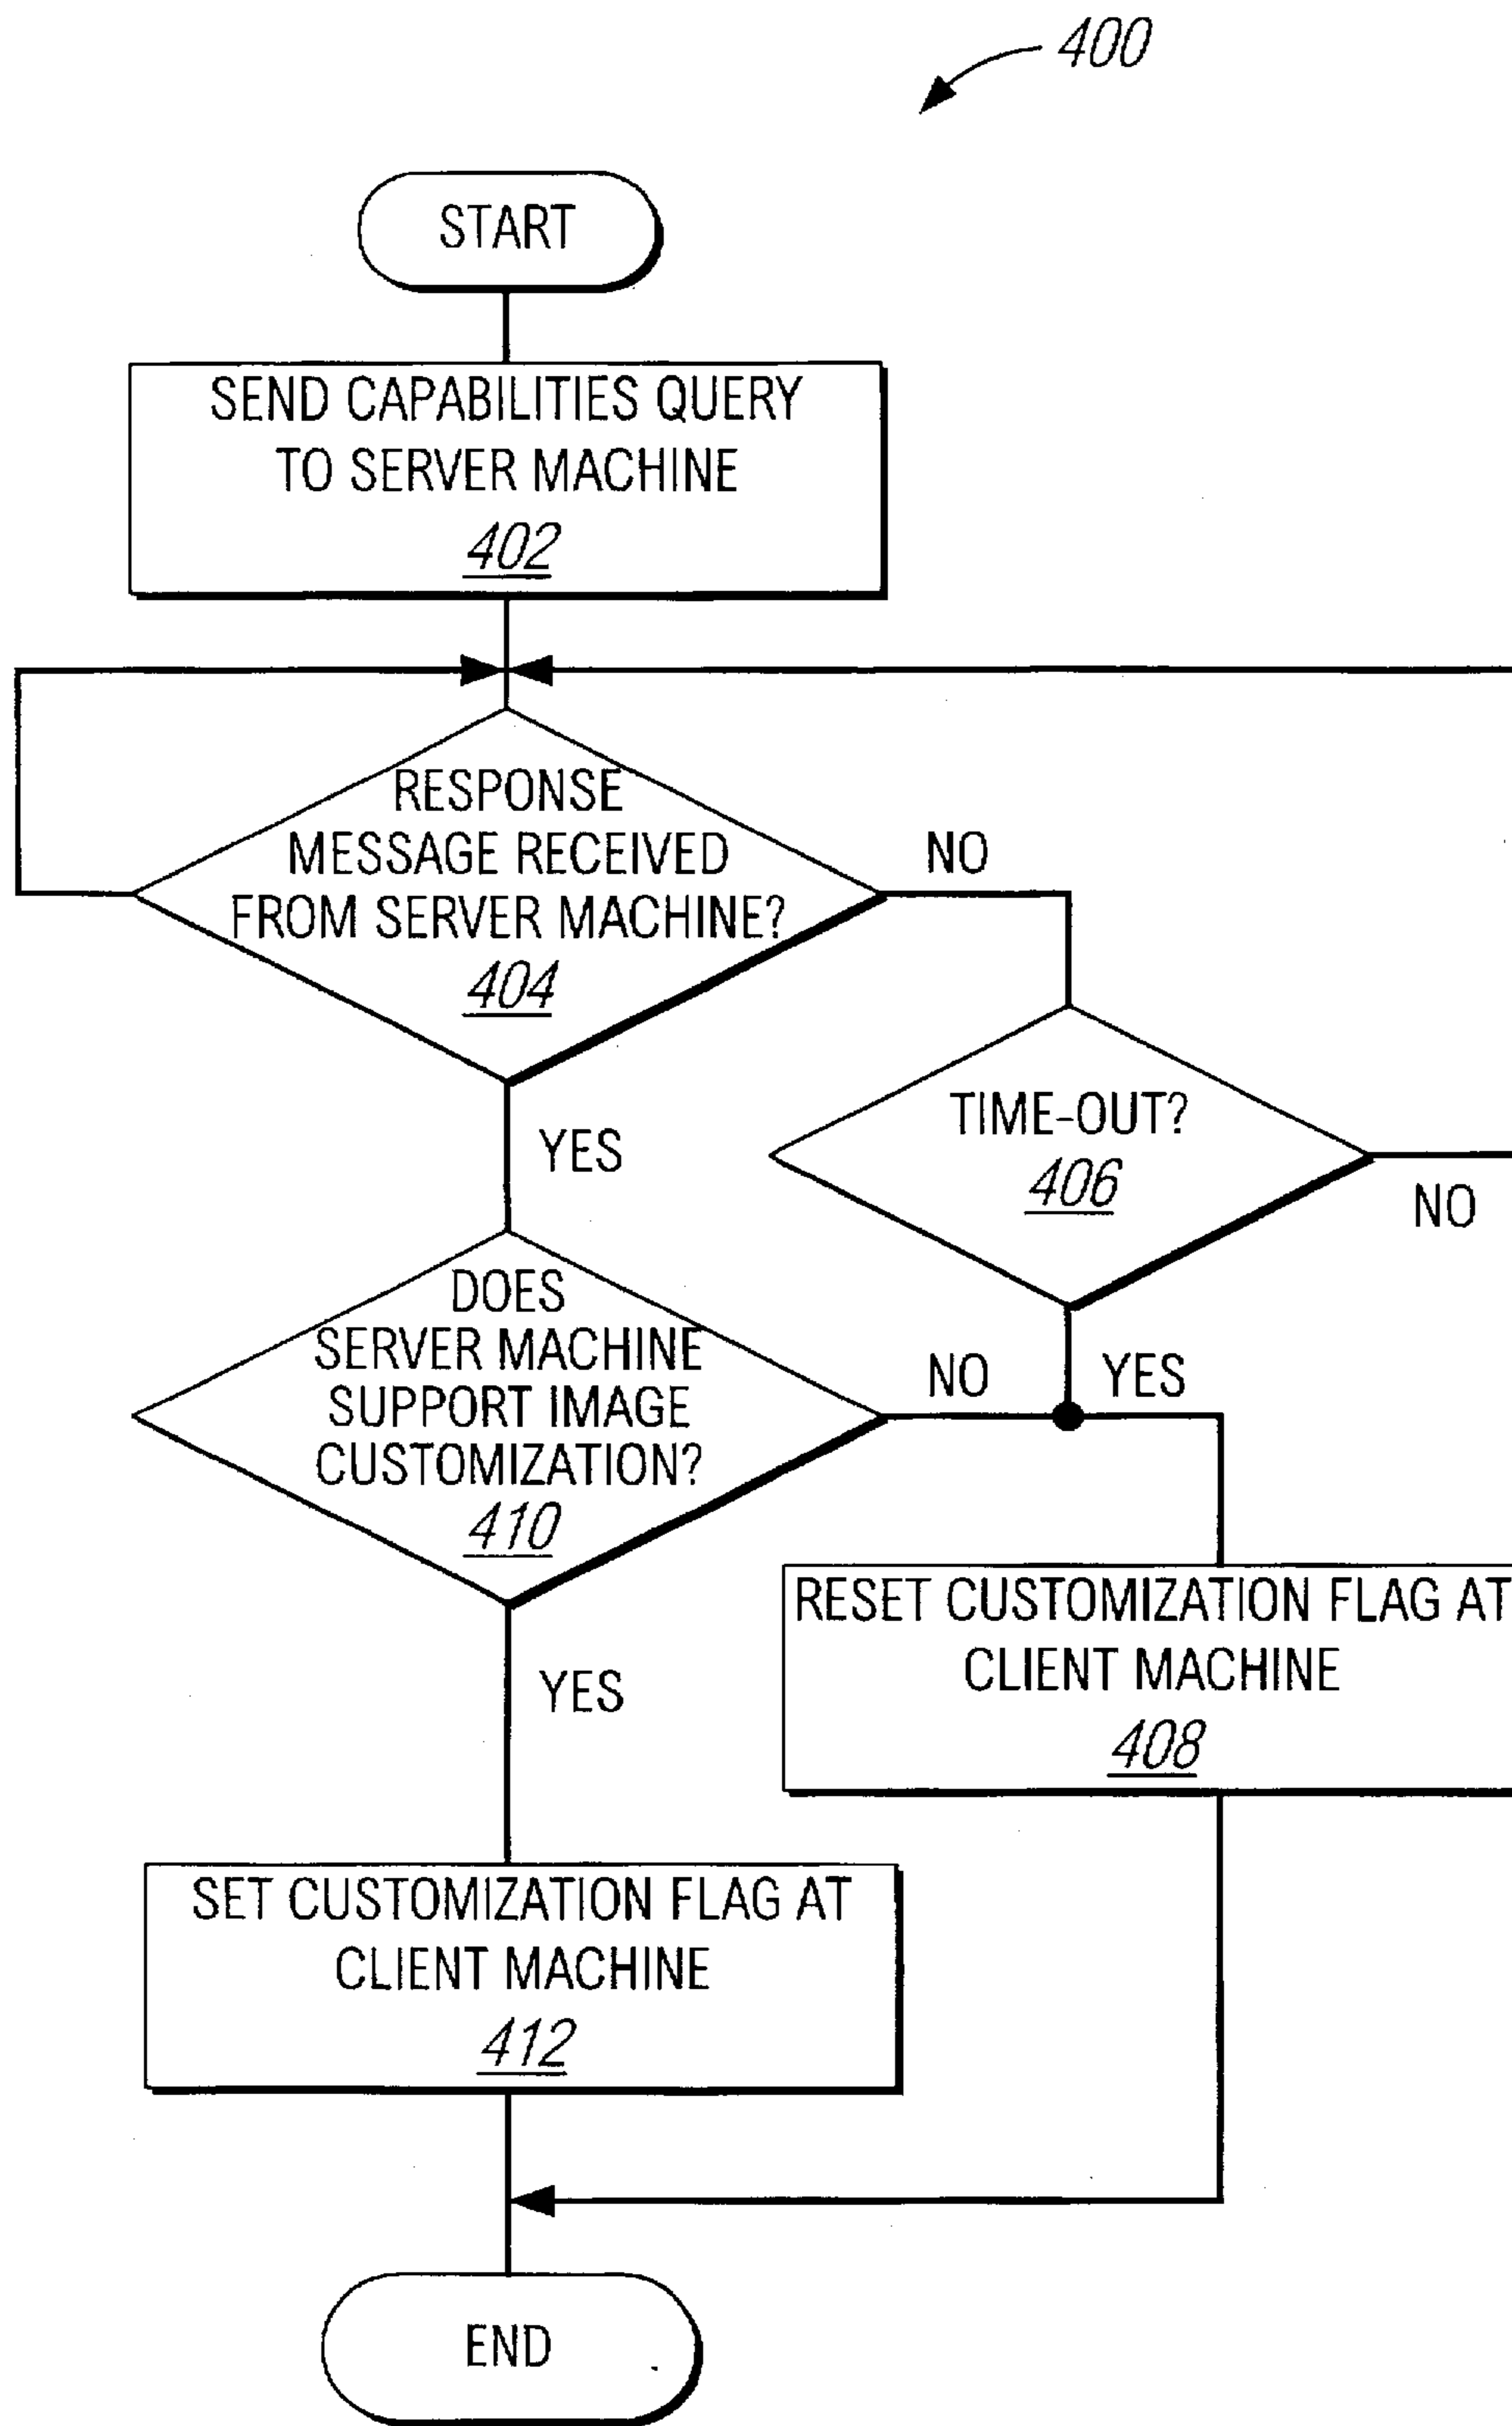 400
START
SEND CAPABILITIES QUERY
TO SERVER MACHINE
402
RESPONSE
MESSAGE RECEIVED
FROM SERVER MACHINE?
404
NO
YES
TIME-OUT?
406
NO
DOES
SERVER MACHINE
SUPPORT IMAGE
CUSTOMIZATION?
410
NO
YES
YES
RESET CUSTOMIZATION FLAG AT
CLIENT MACHINE
408
SET CUSTOMIZATION FLAG AT
CLIENT MACHINE
412
END